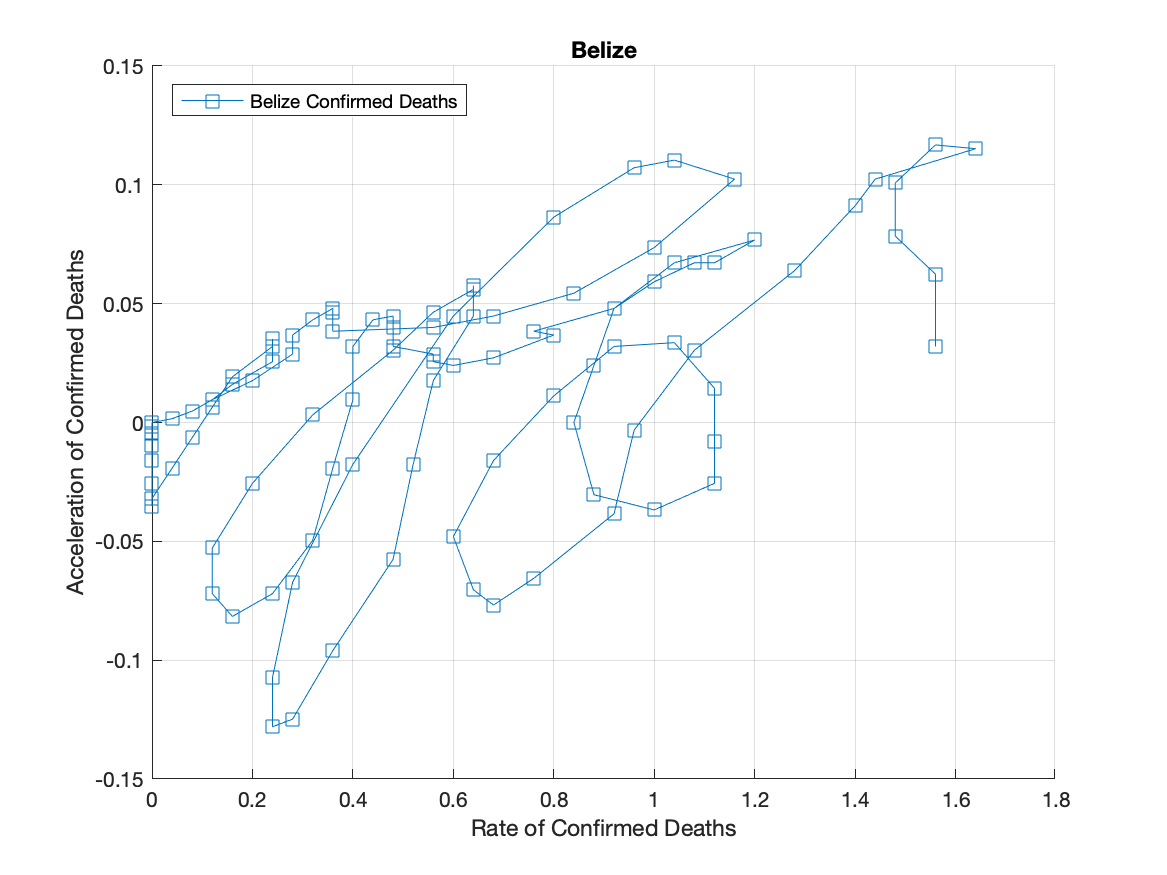 Belize
Belize Confirmed Deaths
Acceleration of Confirmed Deaths
0.15
0.1
0.05
0
-0.05
-0.1
-0.15
0 0.2 0.4 0.6 0.8 1 1.2 1.4 1.6 1.8
Rate of Confirmed Deaths